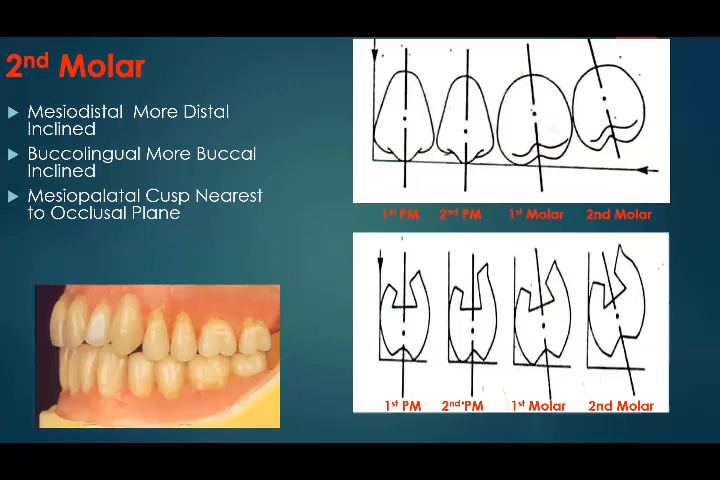 2nd Molar
Mesiodistal More Distal
Inclined
Buccolingual More Buccal
Inclined
Mesiopalatal Cusp Nearest
to Occlusal Plane
1st PM 2nd PM 1st Molar 2nd Molar
1st PM 2nd PM 1st Molar 2nd Molar